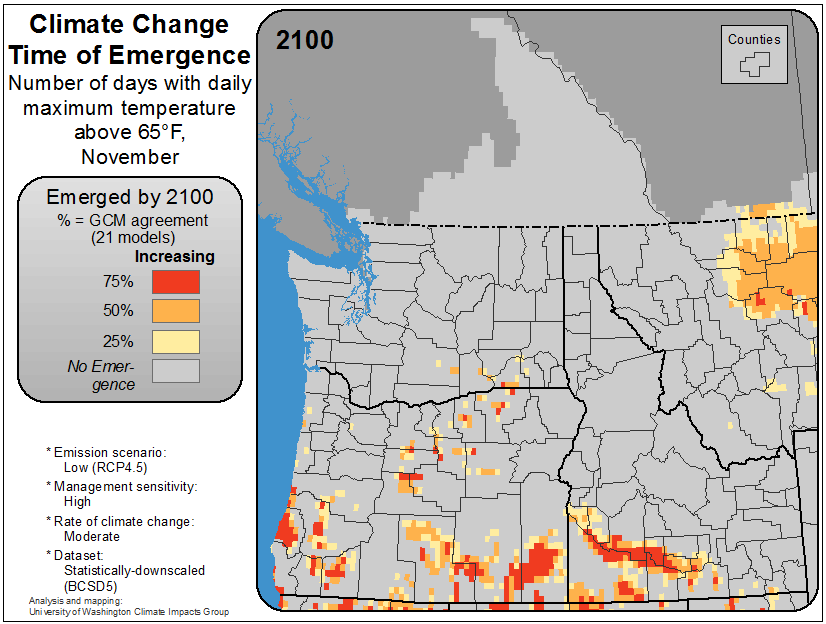 Climate Change
Time of Emergence
Number of days with daily
maximum temperature
above 65°F,
November
Emerged by 2100
% = GCM agreement
(21 models)
Increasing
75%
50%
25%
No Emer-
gence
* Emission scenario:
Low (RCP4.5)
* Management sensitivity:
High
* Rate of climate change:
Moderate
* Dataset:
Statistically-downscaled
(BCSD5)
Analysis and mapping:
University of Washington Climate Impacts Group
2100
Counties